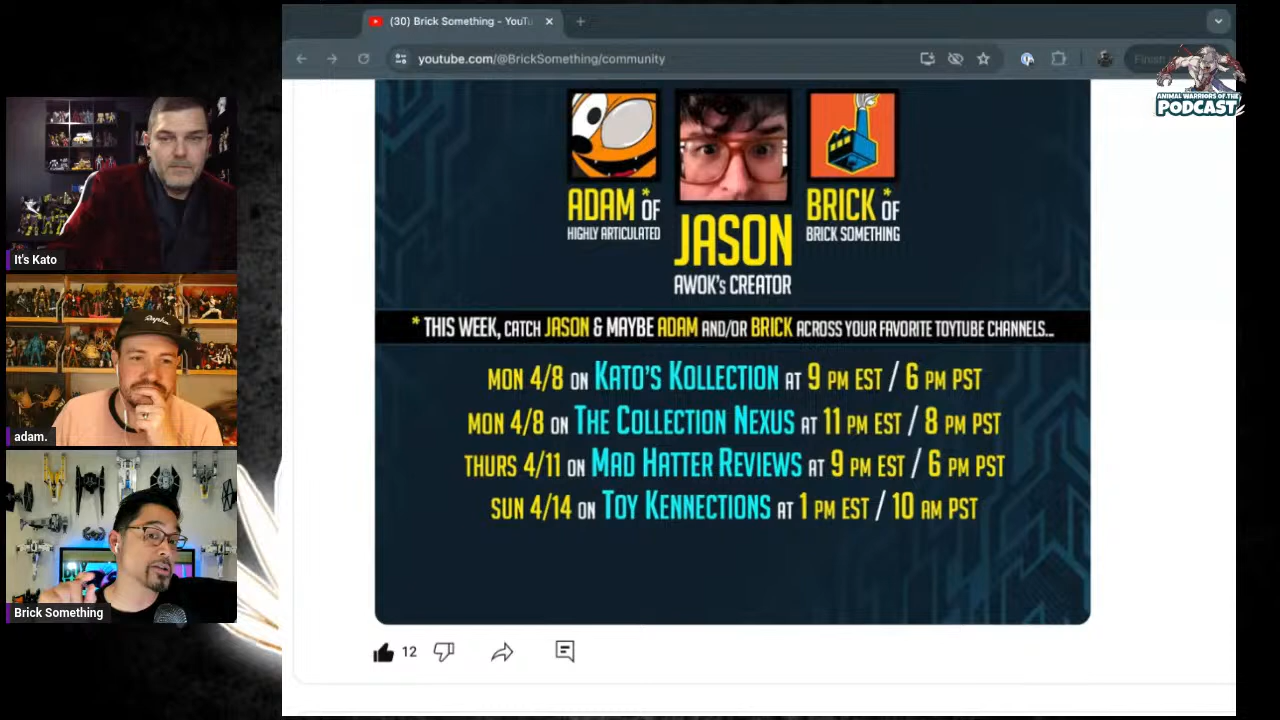 (30) Brick Something - YouTu
youtube.com/@BrickSomething/community
ANIMAL WARRIORS OF THE
PODCAST
ADAM * OF
HIGHLY ARTICULATED
JASON
AWOK's CREATOR
BRICK * OF
BRICK SOMETHING
* THIS WEEK, CATCH JASON & MAYBE ADAM AND/OR BRICK ACROSS YOUR FAVORITE TOYTUBE CHANNELS...
MON 4/8 ON KATO'S KOLLECTION AT 9 PM EST / 6 PM PST
MON 4/8 ON THE COLLECTION NEXUS AT 11 PM EST / 8 PM PST
THURS 4/11 ON MAD HATTER REVIEWS AT 9 PM EST / 6 PM PST
SUN 4/14 ON TOY KENNECTIONS AT 1 PM EST / 10 AM PST
12
It's Kato
adam.
Brick Something